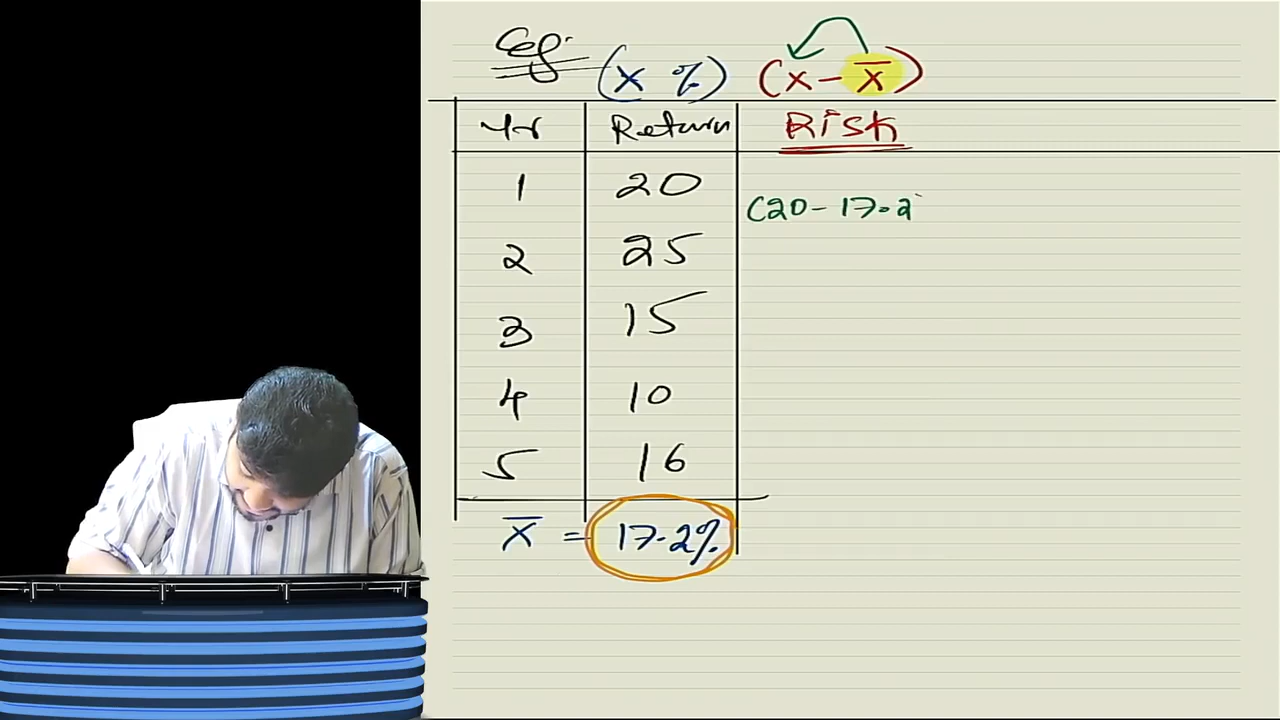 Eg:
(x %) (x - x̄)
Yr Return Risk
1 20 (20 - 17.2
2 25
3 15
4 10
5 16
x̄ = 17.2%